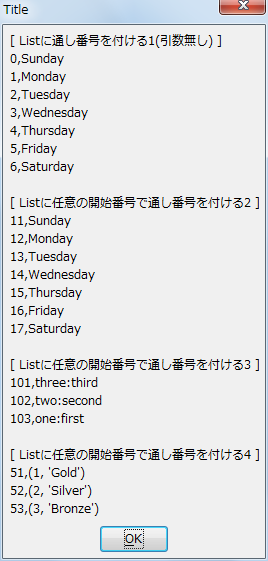 Title
[ Listに通し番号を付ける1(引数無し) ]
0,Sunday
1,Monday
2,Tuesday
3,Wednesday
4,Thursday
5,Friday
6,Saturday
[ Listに任意の開始番号で通し番号を付ける2 ]
11,Sunday
12,Monday
13,Tuesday
14,Wednesday
15,Thursday
16,Friday
17,Saturday
[ Listに任意の開始番号で通し番号を付ける3 ]
101,three:third
102,two:second
103,one:first
[ Listに任意の開始番号で通し番号を付ける4 ]
51,(1, 'Gold')
52,(2, 'Silver')
53,(3, 'Bronze')
OK